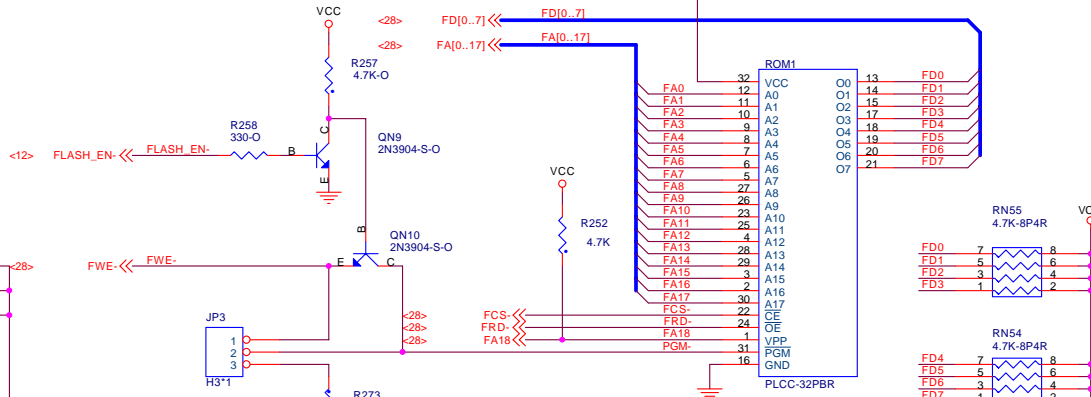 VCC
<28>
FD[0..7]
FD[0..7]
<28>
FA[0..17]
FA[0..17]
R257
4.7K-O
R258
330-O
<12>
FLASH_EN-
FLASH_EN-
B
C
E
QN9
2N3904-S-O
B
QN10
2N3904-S-O
E
C
<28>
FWE-
FWE-
VCC
R252
4.7K
JP3
1
2
3
H3*1
R273
<28>
<28>
<28>
FCS-
FRD-
FA18
ROM1
FA0
FA1
FA2
FA3
FA4
FA5
FA6
FA7
FA8
FA9
FA10
FA11
FA12
FA13
FA14
FA15
FA16
FA17
FCS-
FRD-
FA18
PGM-
32
12
11
10
9
8
7
6
5
27
26
23
25
4
28
29
3
2
30
22
24
1
31
16
VCC
A0
A1
A2
A3
A4
A5
A6
A7
A8
A9
A10
A11
A12
A13
A14
A15
A16
A17
CE
OE
VPP
PGM
GND
O0
O1
O2
O3
O4
O5
O6
O7
13
14
15
17
18
19
20
21
FD0
FD1
FD2
FD3
FD4
FD5
FD6
FD7
PLCC-32PBR
RN55
4.7K-8P4R
FD0 7 8
FD1 5 6
FD2 3 4
FD3 1 2
RN54
4.7K-8P4R
FD4 7 8
FD5 5 6
FD6 3 4
FD7 1 2